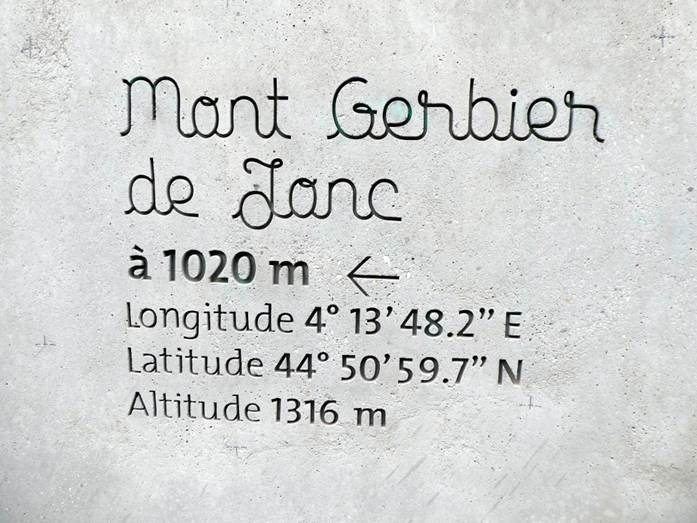 Mont Gerbier
de Jonc
à 1020 m ←
Longitude 4° 13’ 48.2” E
Latitude 44° 50’ 59.7” N
Altitude 1316 m